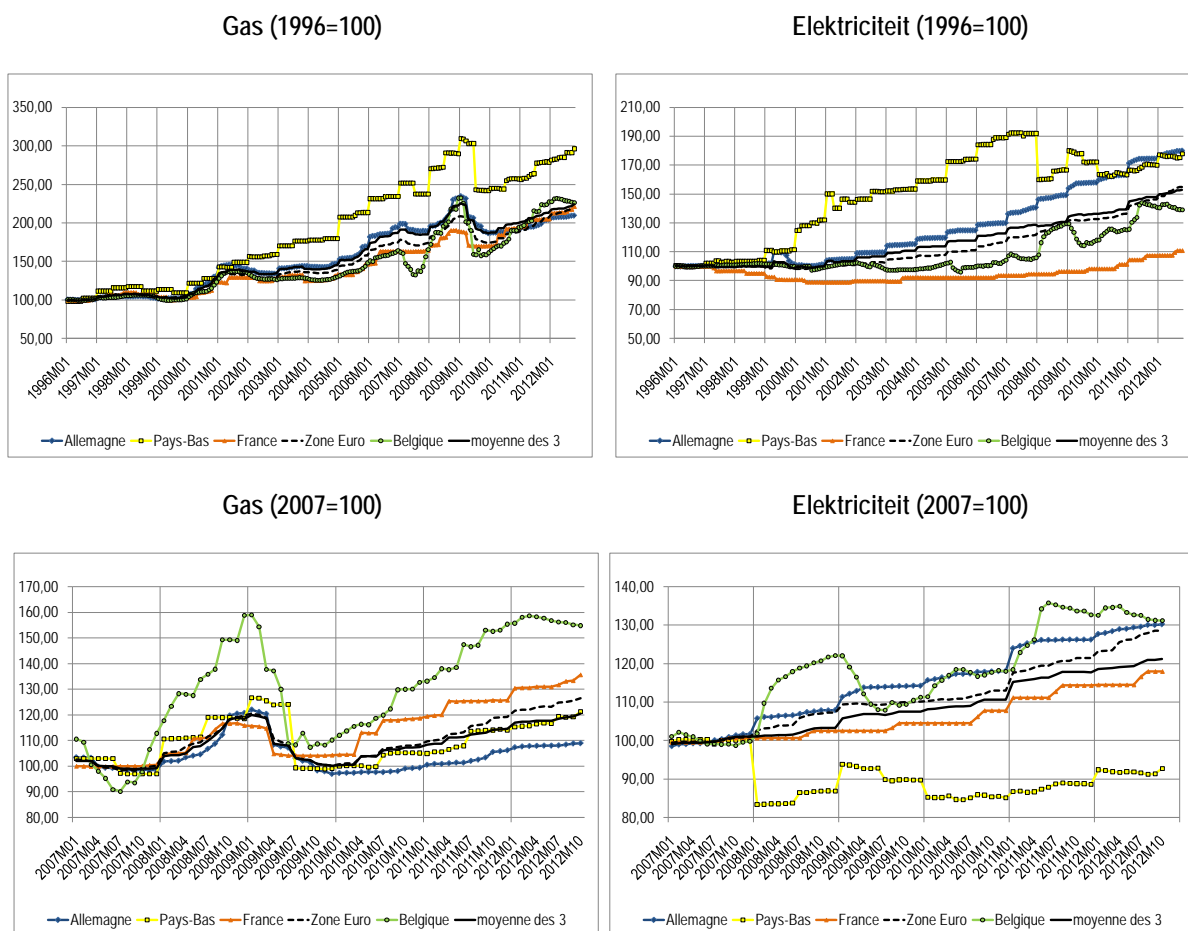 Gas (1996=100)
350,00
300,00
250,00
200,00
150,00
100,00
50,00
1996M01
1997M01
1998M01
1999M01
2000M01
2001M01
2002M01
2003M01
2004M01
2005M01
2006M01
2007M01
2008M01
2009M01
2010M01
2011M01
2012M01
Allemagne Pays-Bas France Zone Euro Belgique moyenne des 3
Elektriciteit (1996=100)
210,00
190,00
170,00
150,00
130,00
110,00
90,00
70,00
50,00
1996M01
1997M01
1998M01
1999M01
2000M01
2001M01
2002M01
2003M01
2004M01
2005M01
2006M01
2007M01
2008M01
2009M01
2010M01
2011M01
2012M01
Allemagne Pays-Bas France Zone Euro Belgique moyenne des 3
Gas (2007=100)
170,00
160,00
150,00
140,00
130,00
120,00
110,00
100,00
90,00
80,00
2007M01
2007M04
2007M07
2007M10
2008M01
2008M04
2008M07
2008M10
2009M01
2009M04
2009M07
2009M10
2010M01
2010M04
2010M07
2010M10
2011M01
2011M04
2011M07
2011M10
2012M01
2012M04
2012M07
2012M10
Allemagne Pays-Bas France Zone Euro Belgique moyenne des 3
Elektriciteit (2007=100)
140,00
130,00
120,00
110,00
100,00
90,00
80,00
2007M01
2007M04
2007M07
2007M10
2008M01
2008M04
2008M07
2008M10
2009M01
2009M04
2009M07
2009M10
2010M01
2010M04
2010M07
2010M10
2011M01
2011M04
2011M07
2011M10
2012M01
2012M04
2012M07
2012M10
Allemagne Pays-Bas France Zone Euro Belgique moyenne des 3